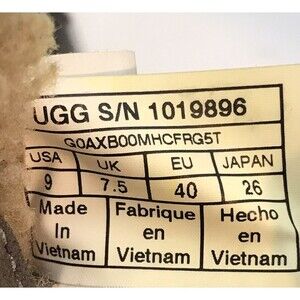 UGG S/N 1019896
GOAXBOOMHCFRG5T
USA UK EU JAPAN
9 7.5 40 26
Made Fabrique Hecho
In en en
Vietnam Vietnam Vietnam